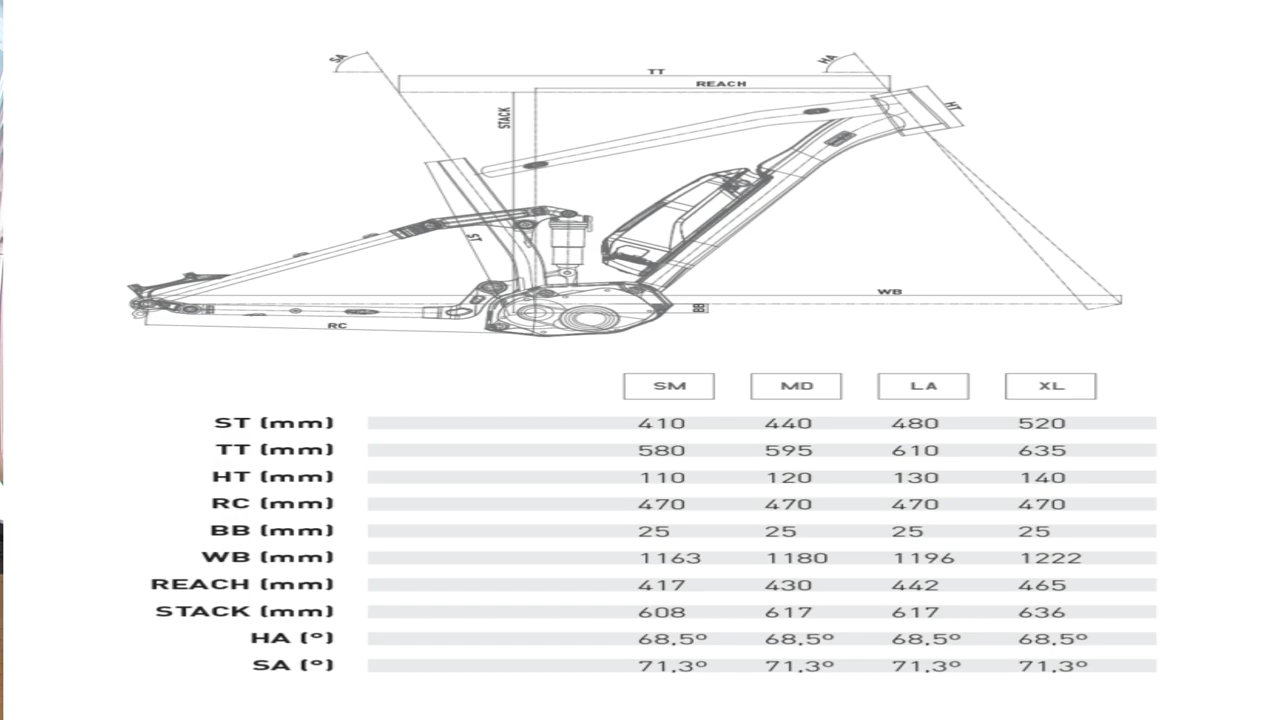 SA
HA
TT
REACH
HT
STACK
ST
WB
BB
RC
SM MD LA XL
ST (mm) 410 440 480 520
TT (mm) 580 595 610 635
HT (mm) 110 120 130 140
RC (mm) 470 470 470 470
BB (mm) 25 25 25 25
WB (mm) 1163 1180 1196 1222
REACH (mm) 417 430 442 465
STACK (mm) 608 617 617 636
HA (º) 68,5º 68,5º 68,5º 68,5º
SA (º) 71,3º 71,3º 71,3º 71,3º